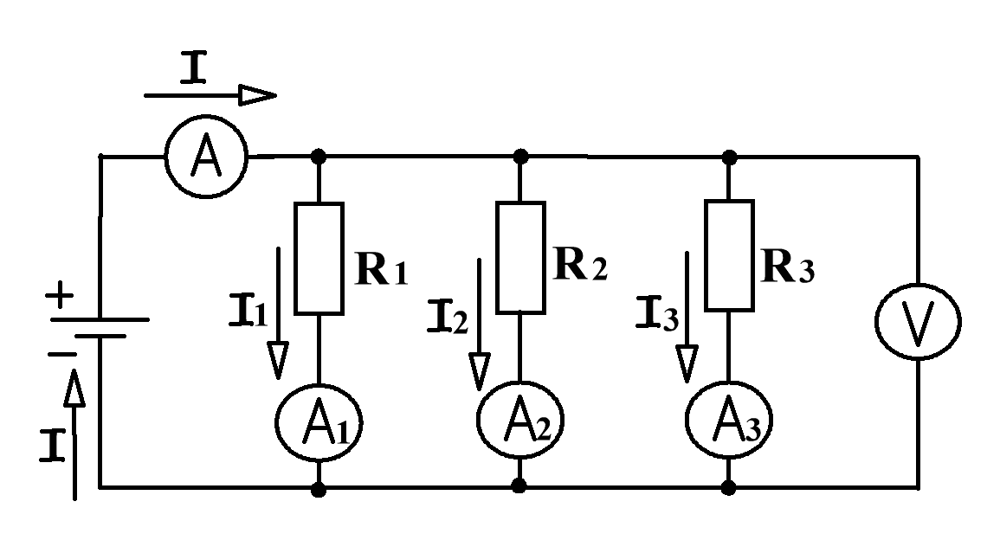 I
A
R1
R2
R3
I1
I2
I3
V
+
−
I
A1
A2
A3